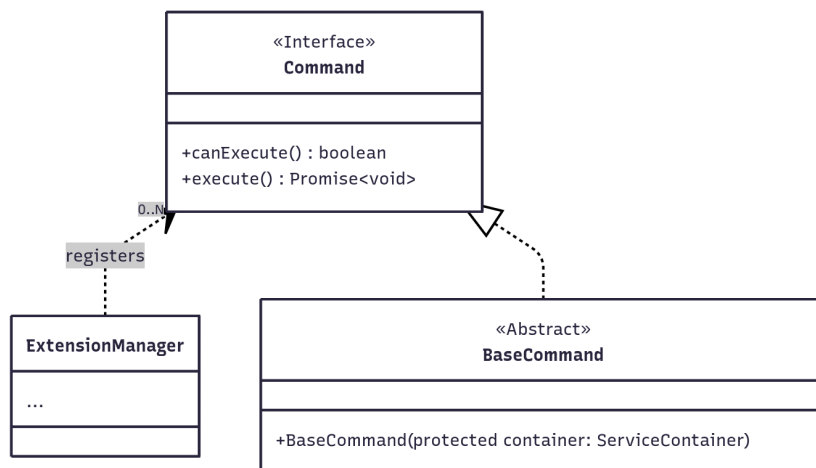 «Interface»
Command
+canExecute() : boolean
+execute() : Promise<void>
0..N
registers
ExtensionManager
...
«Abstract»
BaseCommand
+BaseCommand(protected container: ServiceContainer)